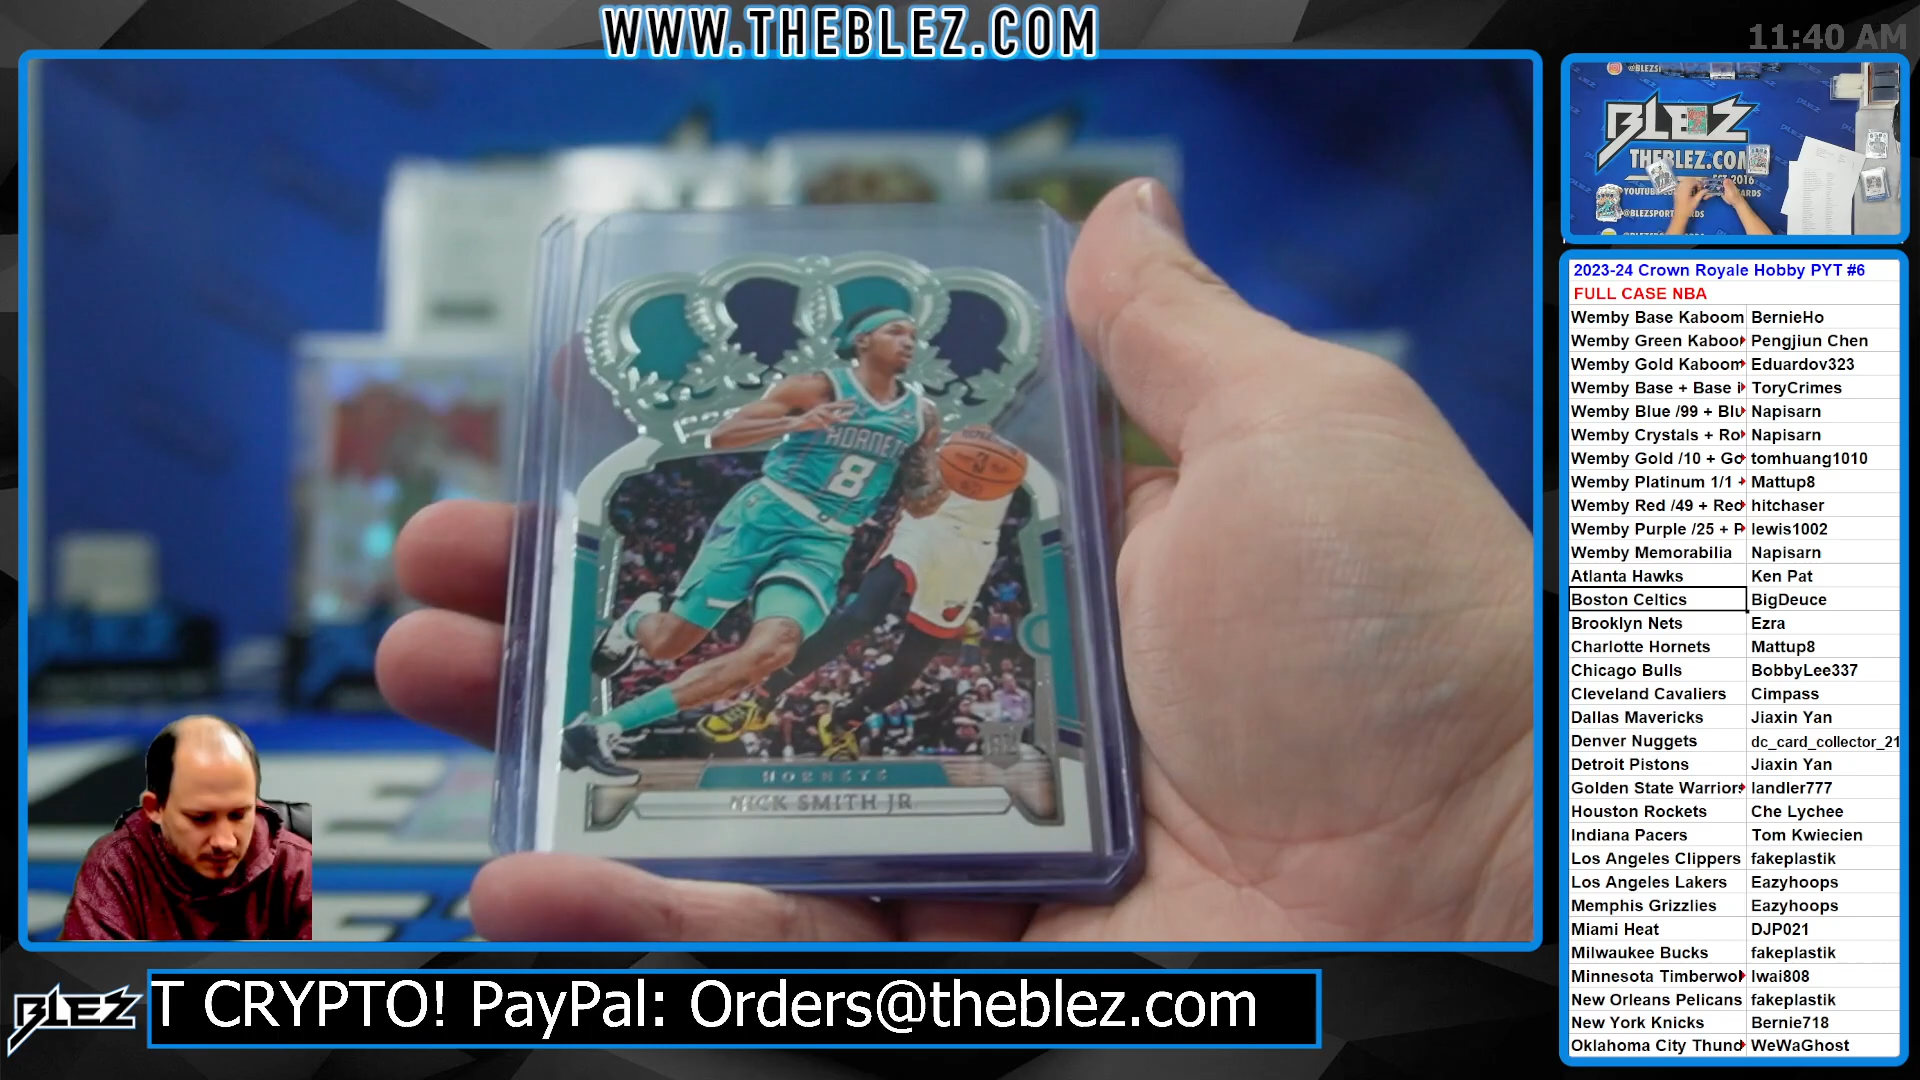 WWW.THEBLEZ.COM
11:40 AM
BLEZ
THEBLEZ.COM
HORNETS
8
HORNETS
NICK SMITH JR
2023-24 Crown Royale Hobby PYT #6
FULL CASE NBA
Wemby Base Kaboom BernieHo
Wemby Green Kaboo Pengjiun Chen
Wemby Gold Kaboom Eduardov323
Wemby Base + Base i ToryCrimes
Wemby Blue /99 + Blu Napisarn
Wemby Crystals + Ro Napisarn
Wemby Gold /10 + Go tomhuang1010
Wemby Platinum 1/1 + Mattup8
Wemby Red /49 + Red hitchaser
Wemby Purple /25 + P lewis1002
Wemby Memorabilia Napisarn
Atlanta Hawks Ken Pat
Boston Celtics BigDeuce
Brooklyn Nets Ezra
Charlotte Hornets Mattup8
Chicago Bulls BobbyLee337
Cleveland Cavaliers Cimpass
Dallas Mavericks Jiaxin Yan
Denver Nuggets dc_card_collector_21
Detroit Pistons Jiaxin Yan
Golden State Warriors landler777
Houston Rockets Che Lychee
Indiana Pacers Tom Kwiecien
Los Angeles Clippers fakeplastik
Los Angeles Lakers Eazyhoops
Memphis Grizzlies Eazyhoops
Miami Heat DJP021
Milwaukee Bucks fakeplastik
Minnesota Timberwol Iwai808
New Orleans Pelicans fakeplastik
New York Knicks Bernie718
Oklahoma City Thund WeWaGhost
BLEZ
T CRYPTO! PayPal: Orders@theblez.com